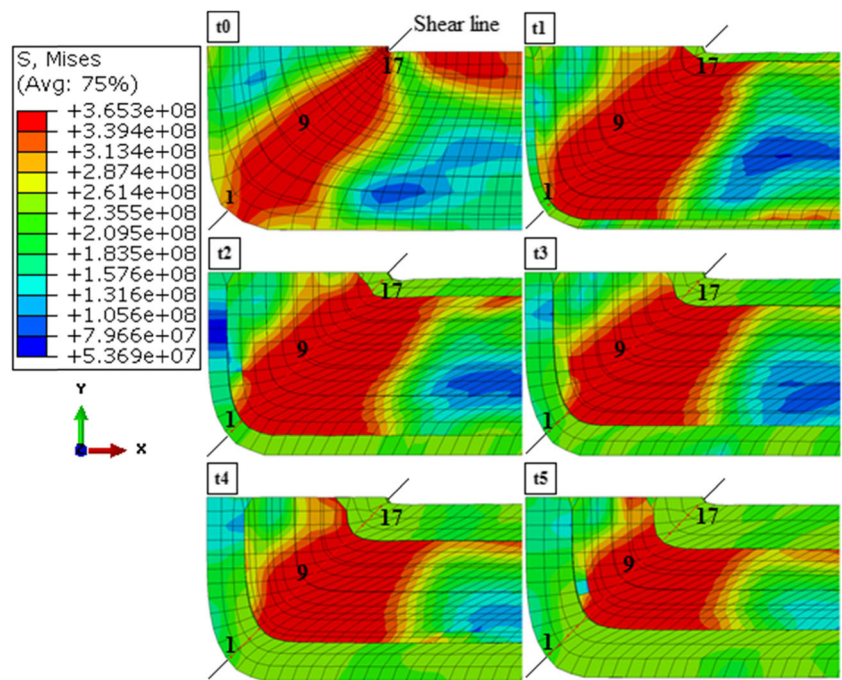 S, Mises
(Avg: 75%)
+3.653e+08
+3.394e+08
+3.134e+08
+2.874e+08
+2.614e+08
+2.355e+08
+2.095e+08
+1.835e+08
+1.576e+08
+1.316e+08
+1.056e+08
+7.966e+07
+5.369e+07
Y
X
t0
Shear line
17
9
1
t1
17
9
1
t2
17
9
1
t3
17
9
1
t4
17
9
1
t5
17
9
1